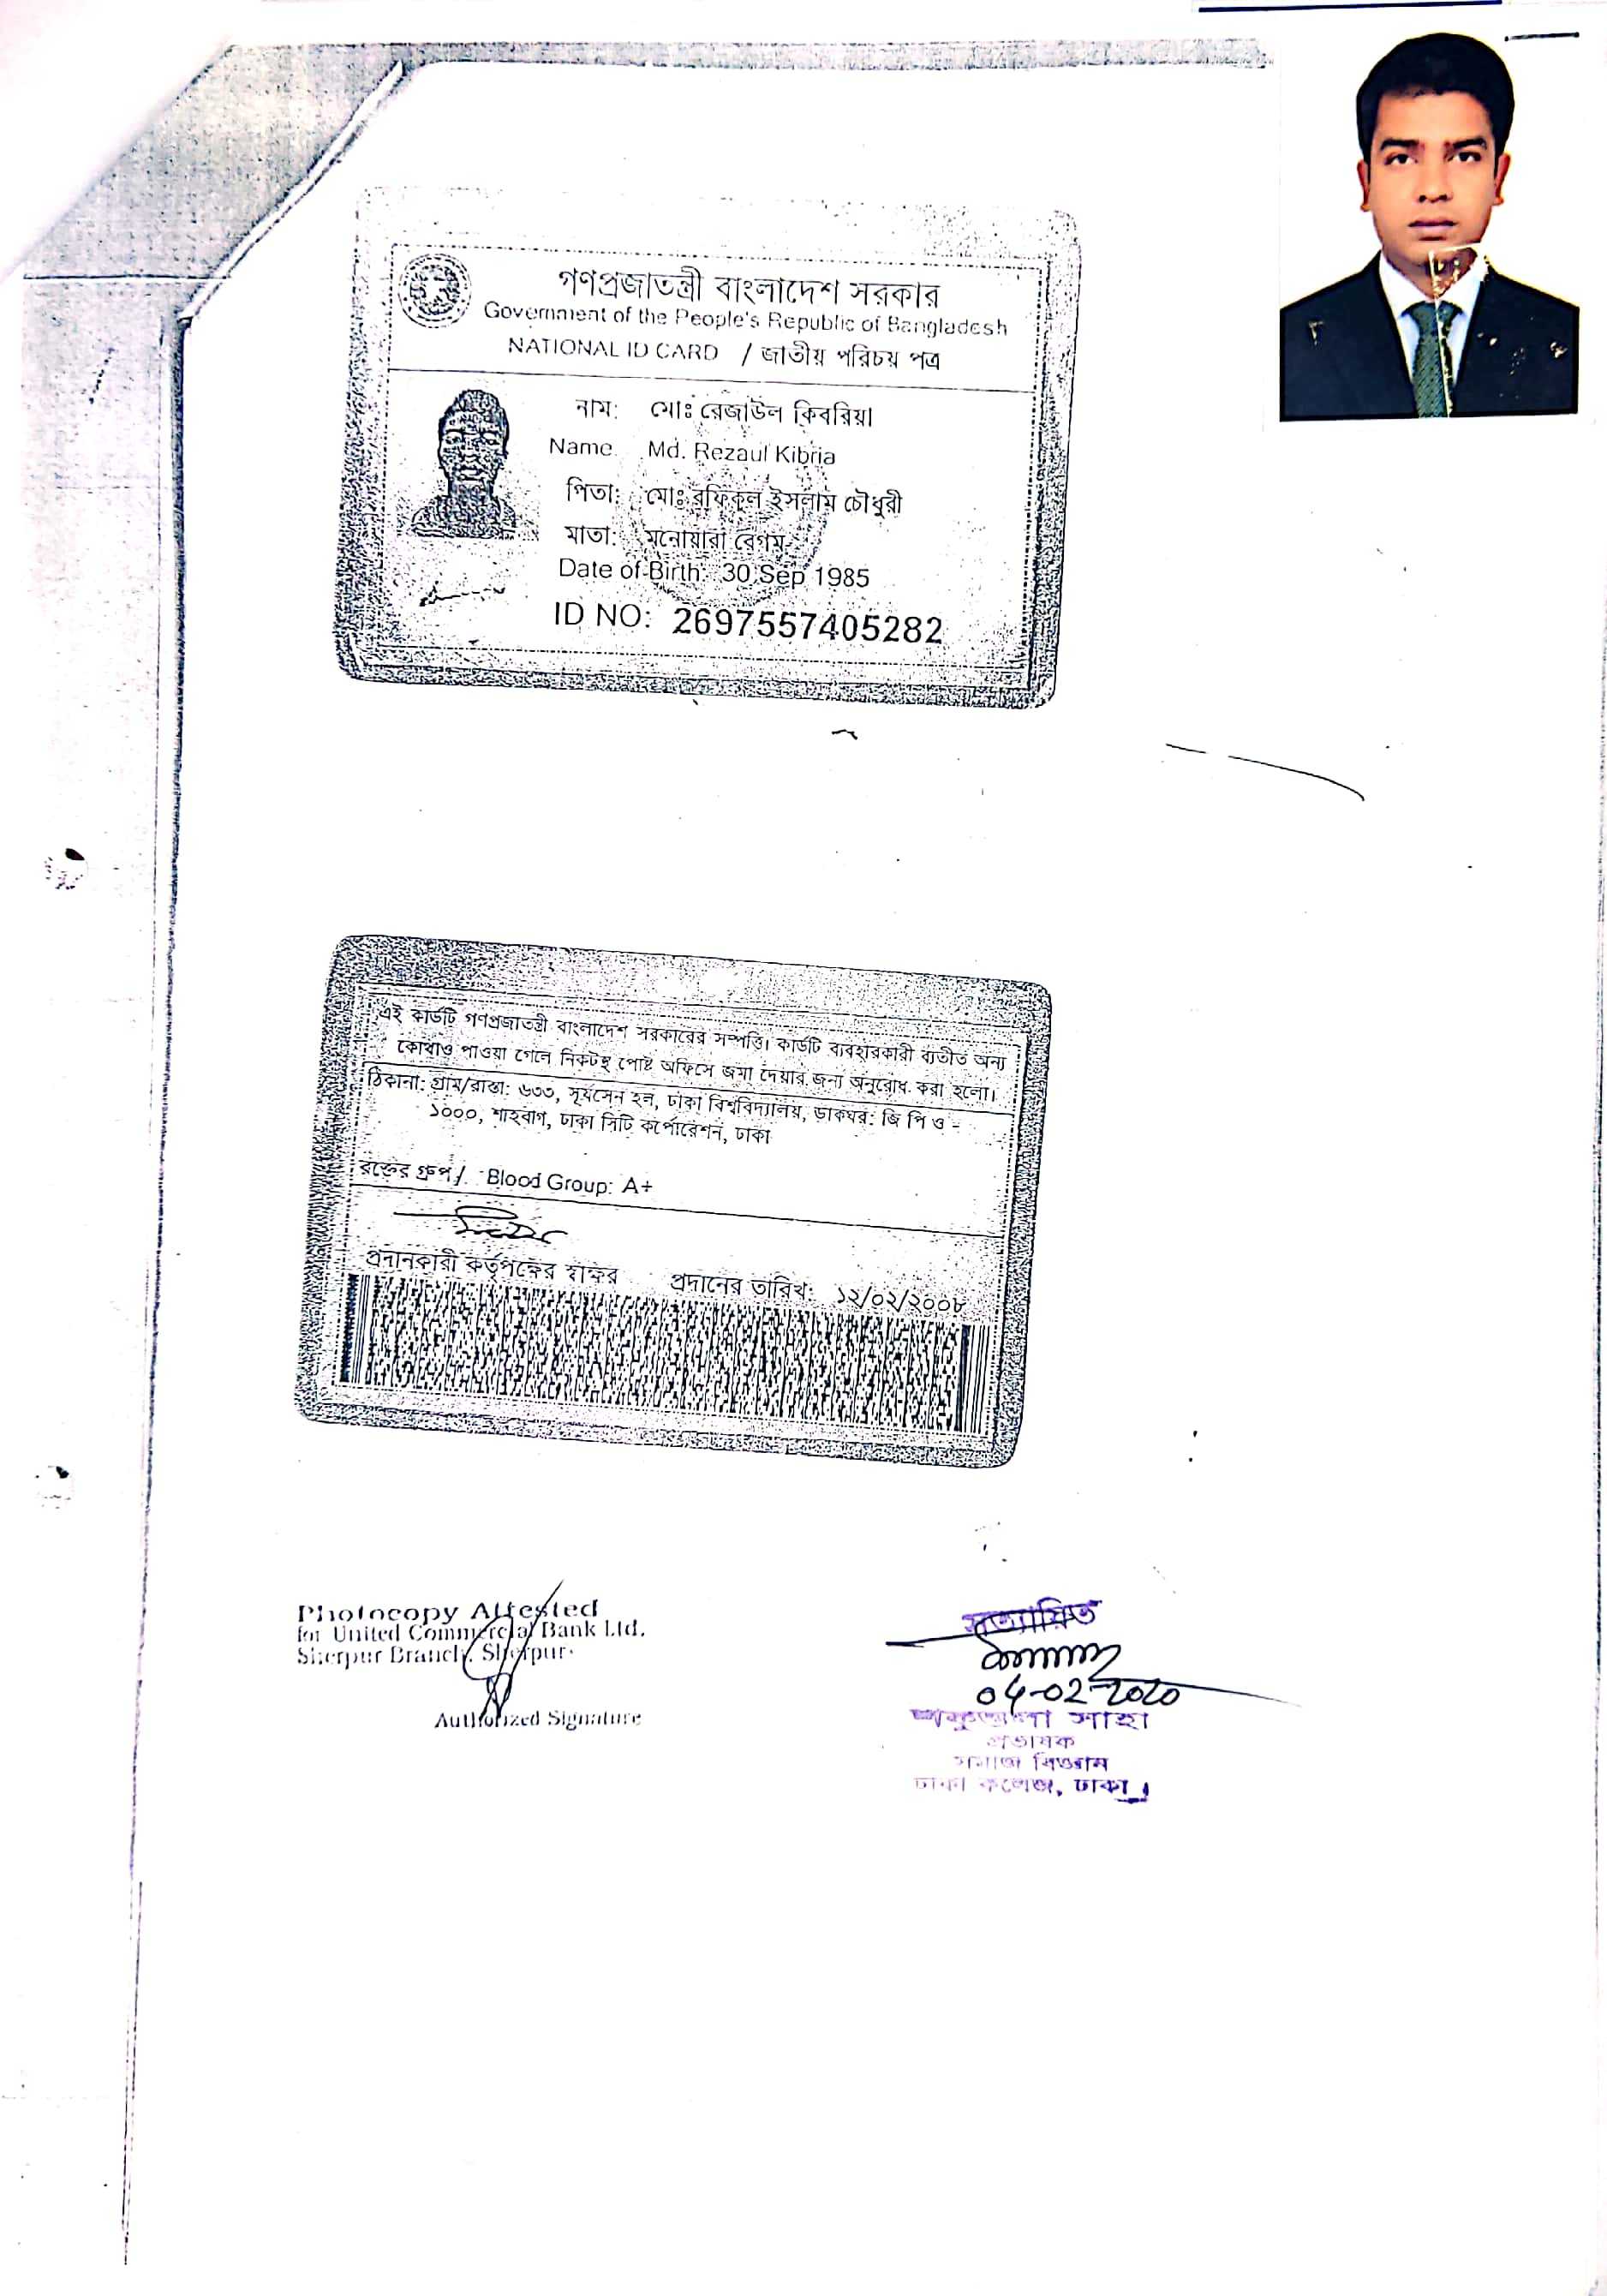 গণপ্রজাতন্ত্রী বাংলাদেশ সরকার
Government of the People's Republic of Bangladesh
NATIONAL ID CARD / জাতীয় পরিচয় পত্র
নাম: মোঃ রেজাউল কিবরিয়া
Name Md. Rezaul Kibria
পিতা: মোঃ রফিকুল ইসলাম চৌধুরী
মাতা: মনোয়ারা বেগম
Date of Birth: 30 Sep 1985
ID NO: 2697557405282
এই কার্ডটি গণপ্রজাতন্ত্রী বাংলাদেশ সরকারের সম্পত্তি। কার্ডটি ব্যবহারকারী ব্যতীত অন্য
কোথাও পাওয়া গেলে নিকটস্থ পোষ্ট অফিসে জমা দেয়ার জন্য অনুরোধ করা হলো।
ঠিকানা: গ্রাম/রাস্তা: ৬৩৩, সূর্যসেন হল, ঢাকা বিশ্ববিদ্যালয়, ডাকঘর: জি পি ও -
১০০০, শাহবাগ, ঢাকা সিটি কর্পোরেশন, ঢাকা
রক্তের গ্রুপ / Blood Group: A+
প্রদানকারী কর্তৃপক্ষের স্বাক্ষর প্রদানের তারিখ: ১২/০২/২০০৮
Photocopy Attested
for United Commercial Bank Ltd.
Sherpur Branch, Sherpur.
Authorized Signature
সত্যায়িত
04-02-2020
শকুন্তলা সাহা
প্রভাষক
সমাজ বিজ্ঞান
ঢাকা কলেজ, ঢাকা।